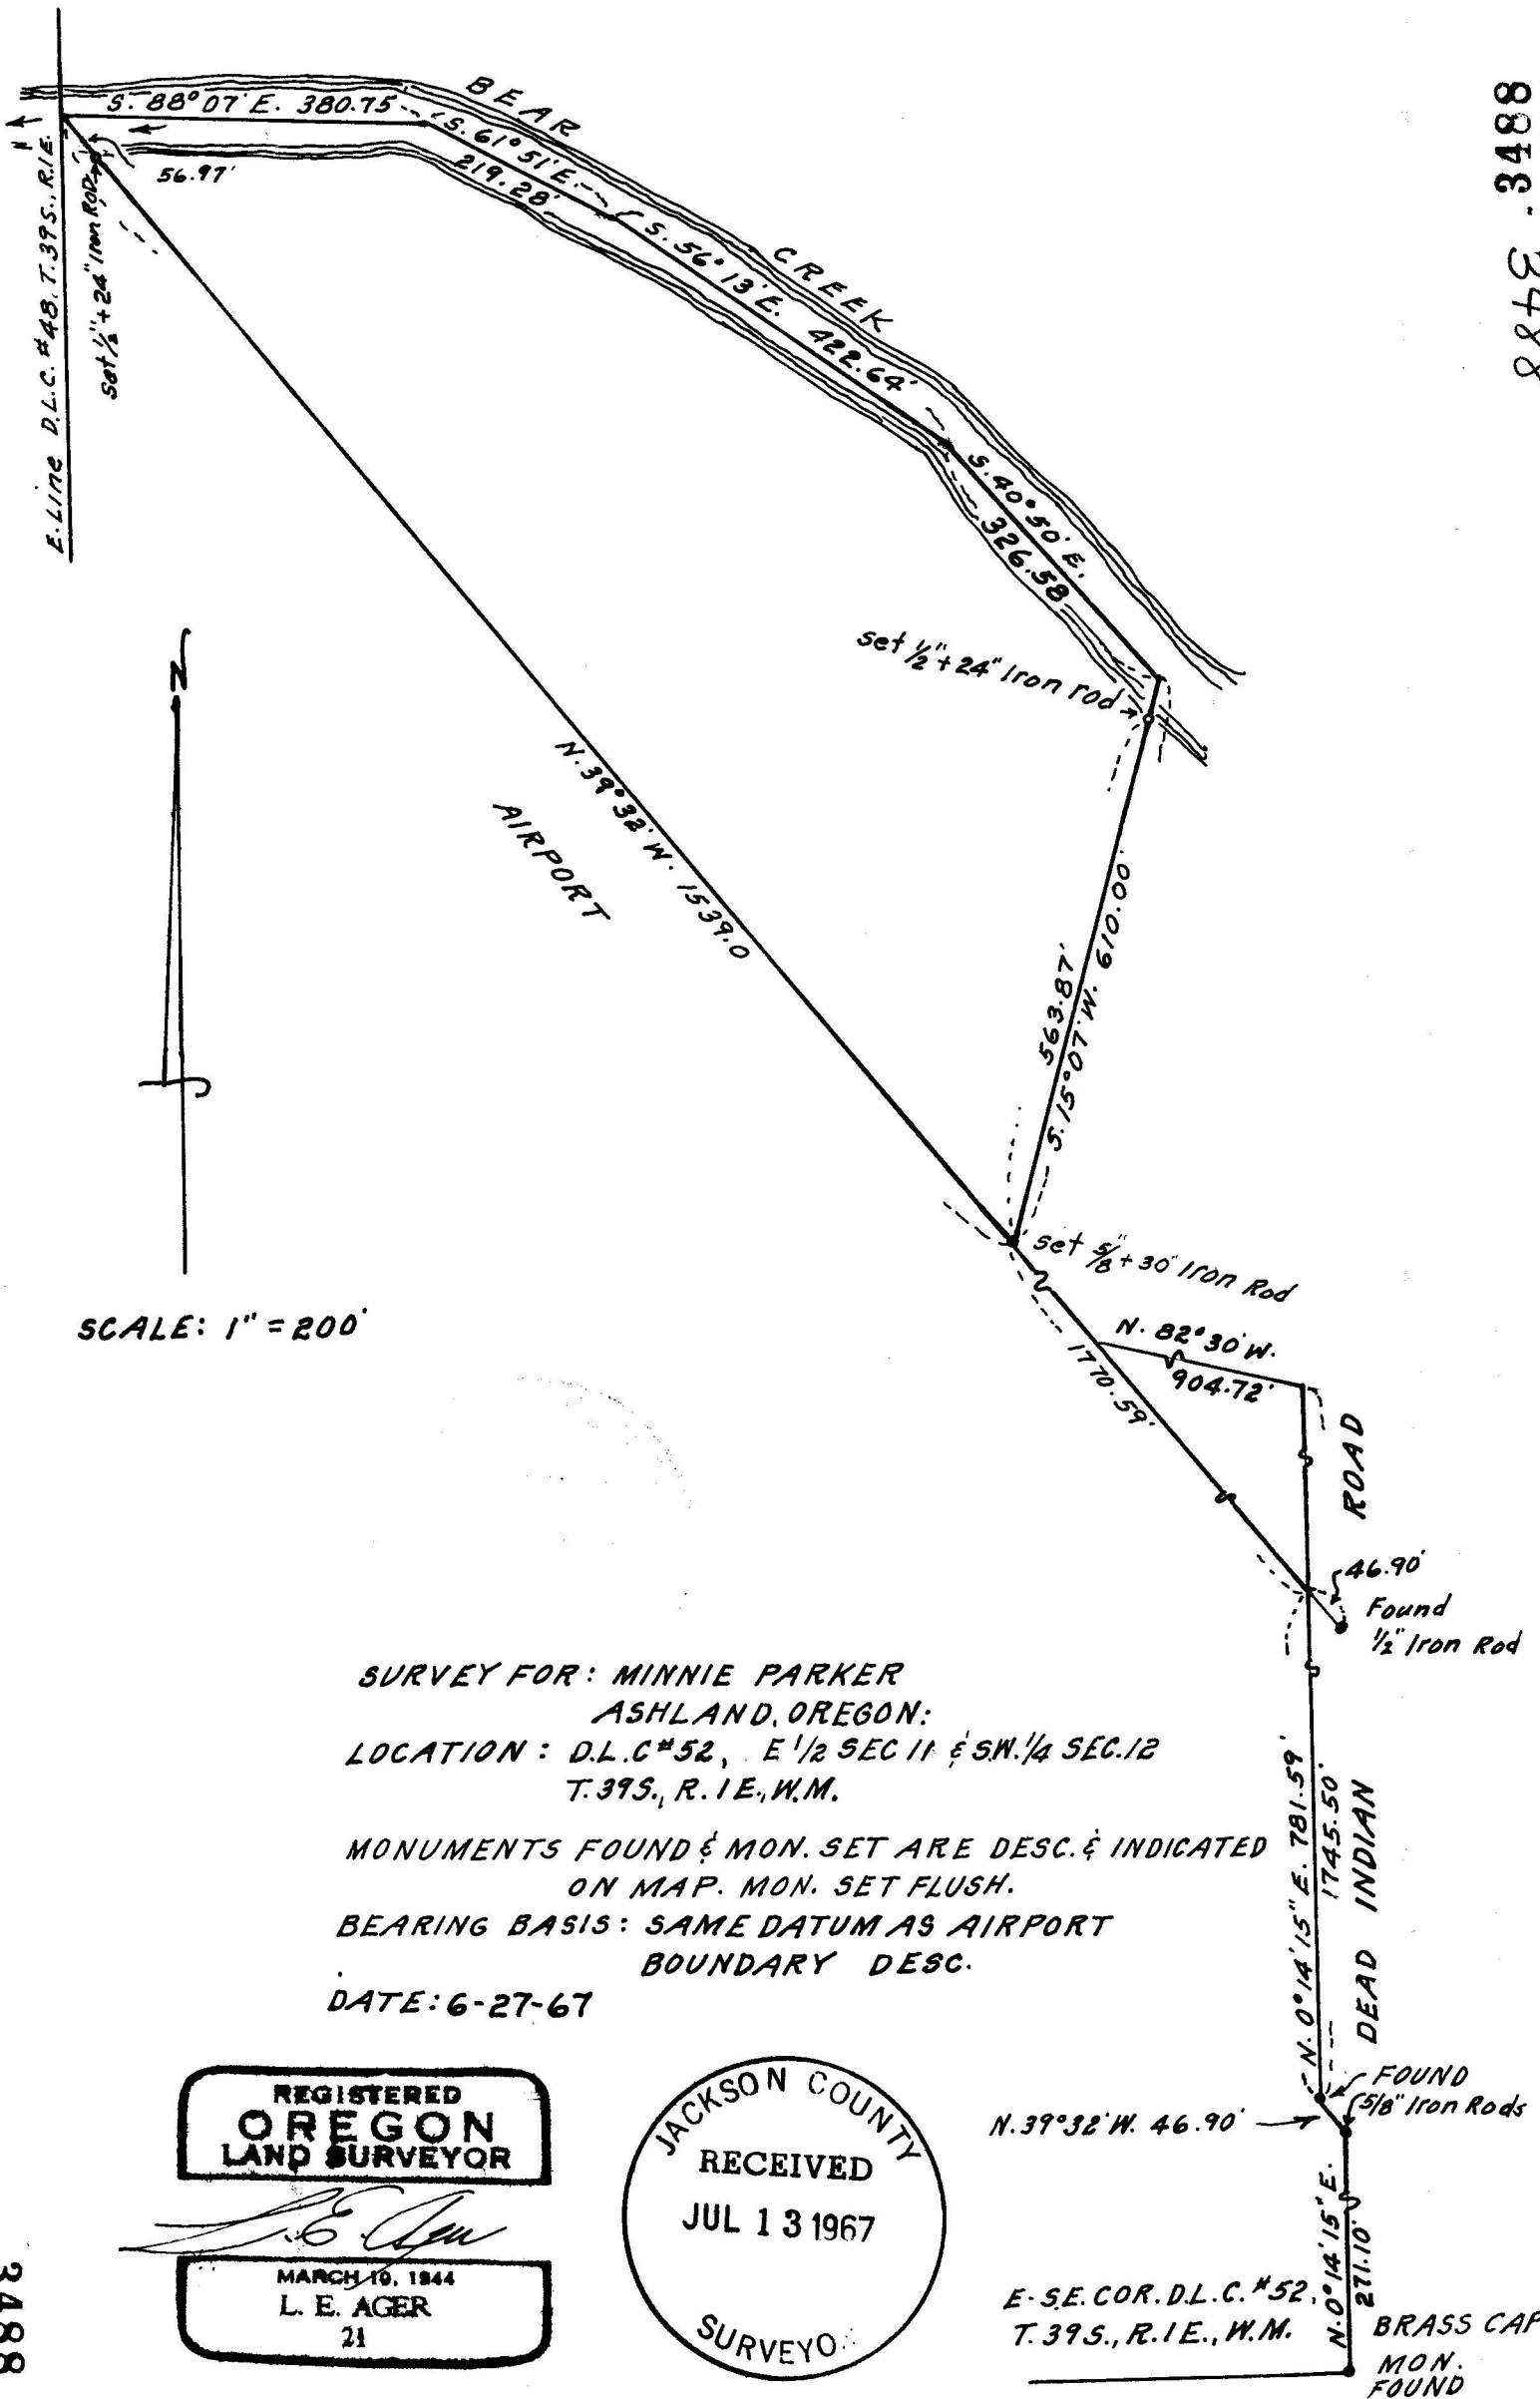 3488
3488
BEAR
CREEK
S. 88°07' E. 380.75
S. 61°51' E.
219.28'
S. 56°13' E. 422.64'
S. 40°50' E.
326.58
56.97'
E. Line D.L.C. #48. T.39S., R.1E.
set ½"+24" Iron ROD
set ½"+24" Iron rod
N
N. 39°32' W. 1539.0
AIRPORT
563.87'
S. 15°07' W. 610.00
set ⅝"+30" Iron Rod
SCALE: 1" = 200'
N. 82°30' W.
904.72'
1770.59'
ROAD
46.90'
Found
½" Iron Rod
SURVEY FOR: MINNIE PARKER
ASHLAND, OREGON:
LOCATION: D.L.C #52, E 1/2 SEC 11 & S.W. 1/4 SEC. 12
T. 39S., R. 1E., W.M.
MONUMENTS FOUND & MON. SET ARE DESC. & INDICATED
ON MAP. MON. SET FLUSH.
BEARING BASIS: SAME DATUM AS AIRPORT
BOUNDARY DESC.
DATE: 6-27-67
N. 0°14'15" E. 781.59'
1745.50'
DEAD INDIAN
FOUND
5/8" Iron Rods
N. 39°32' W. 46.90'
N. 0°14'15" E.
271.10'
E-S.E. COR. D.L.C. #52,
T. 39S., R. 1E., W.M.
BRASS CAP
MON.
FOUND
REGISTERED
OREGON
LAND SURVEYOR
L.E. Ager
MARCH 19, 1944
L. E. AGER
21
JACKSON COUNTY
RECEIVED
JUL 13 1967
SURVEYO
3488